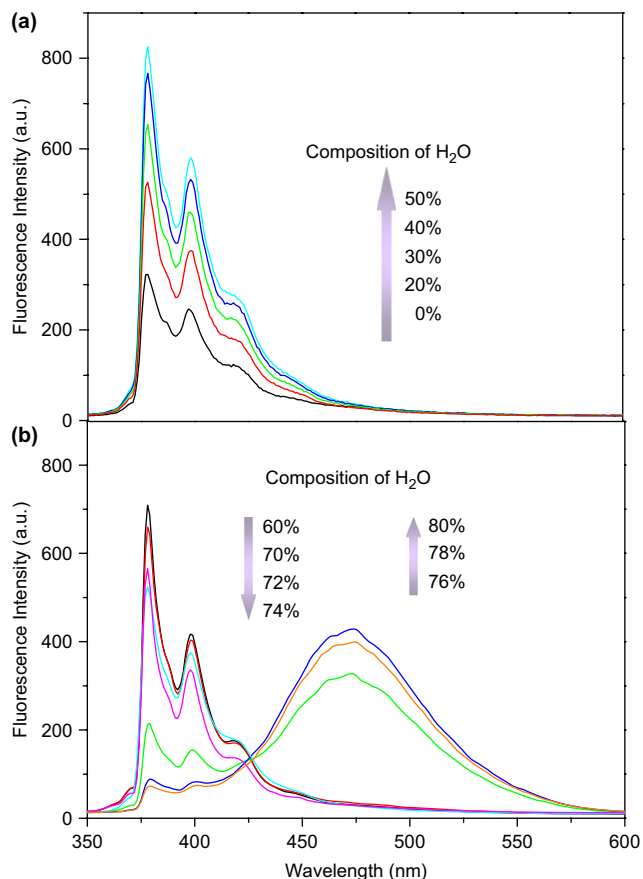 (a)
800
600
400
200
0
Fluorescence Intensity (a.u.)
Composition of H₂O
50%
40%
30%
20%
0%
(b)
800
600
400
200
0
Fluorescence Intensity (a.u.)
Composition of H₂O
60%
70%
72%
74%
80%
78%
76%
350 400 450 500 550 600
Wavelength (nm)